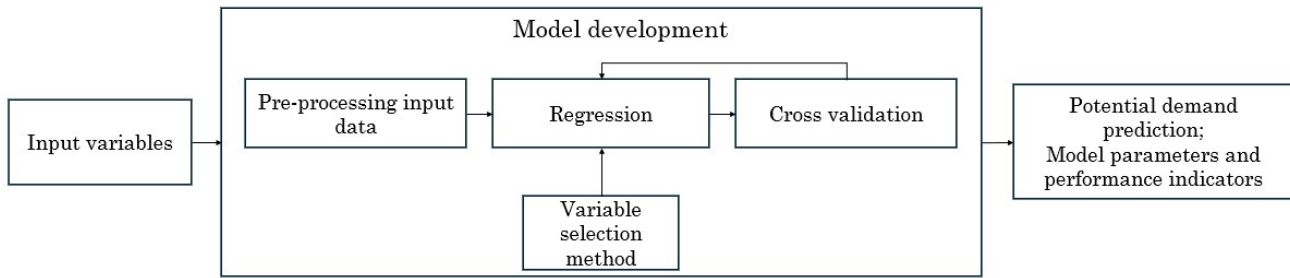 Model development
Input variables
Pre-processing input
data
Regression
Cross validation
Variable
selection
method
Potential demand
prediction;
Model parameters and
performance indicators